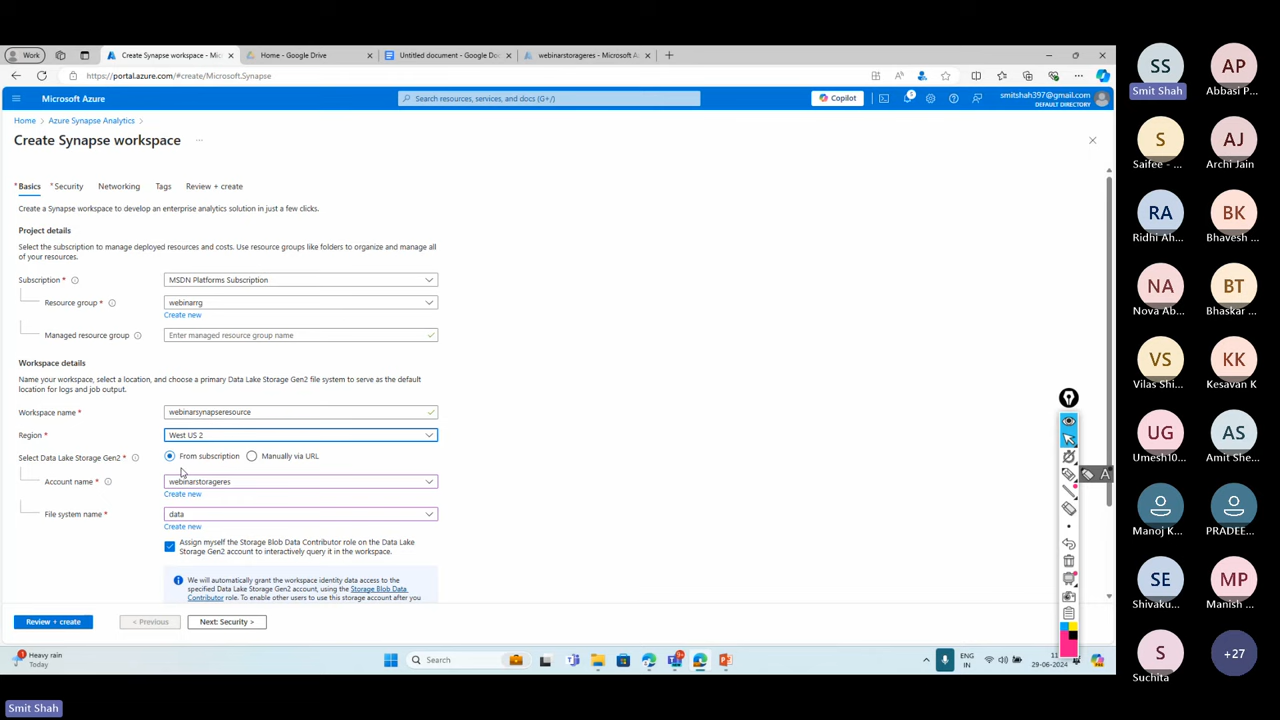 Work
Create Synapse workspace - Mic
Home - Google Drive
Untitled document - Google Doc
webinarstorageres - Microsoft A
https://portal.azure.com/#create/Microsoft.Synapse
Microsoft Azure
Search resources, services, and docs (G+/)
Copilot
5
smitshah397@gmail.com
DEFAULT DIRECTORY
Home > Azure Synapse Analytics >
Create Synapse workspace ...
* Basics * Security Networking Tags Review + create
Create a Synapse workspace to develop an enterprise analytics solution in just a few clicks.
Project details
Select the subscription to manage deployed resources and costs. Use resource groups like folders to organize and manage all
of your resources.
Subscription *
MSDN Platforms Subscription
Resource group *
webinarrg
Create new
Managed resource group
Enter managed resource group name
Workspace details
Name your workspace, select a location, and choose a primary Data Lake Storage Gen2 file system to serve as the default
location for logs and job output.
Workspace name *
webinarsynapseresource
Region *
West US 2
Select Data Lake Storage Gen2 *
From subscription
Manually via URL
Account name *
webinarstorageres
Create new
File system name *
data
Create new
Assign myself the Storage Blob Data Contributor role on the Data Lake
Storage Gen2 account to interactively query it in the workspace.
We will automatically grant the workspace identity data access to the
specified Data Lake Storage Gen2 account, using the Storage Blob Data
Contributor role. To enable other users to use this storage account after you
Review + create
< Previous
Next: Security >
1
Heavy rain
Today
Search
ENG
IN
29-06-2024
A
SS
Smit Shah
AP
Abbasi P...
S
Saifee - ...
AJ
Archi Jain
RA
Ridhi Ah...
BK
Bhavesh ...
NA
Nova Ab...
BT
Bhaskar ...
VS
Vilas Shi...
KK
Kesavan K
UG
Umesh10...
AS
Amit She...
Manoj K...
PRADEE...
SE
Shivaku...
MP
Manish ...
S
Suchita
+27
Smit Shah